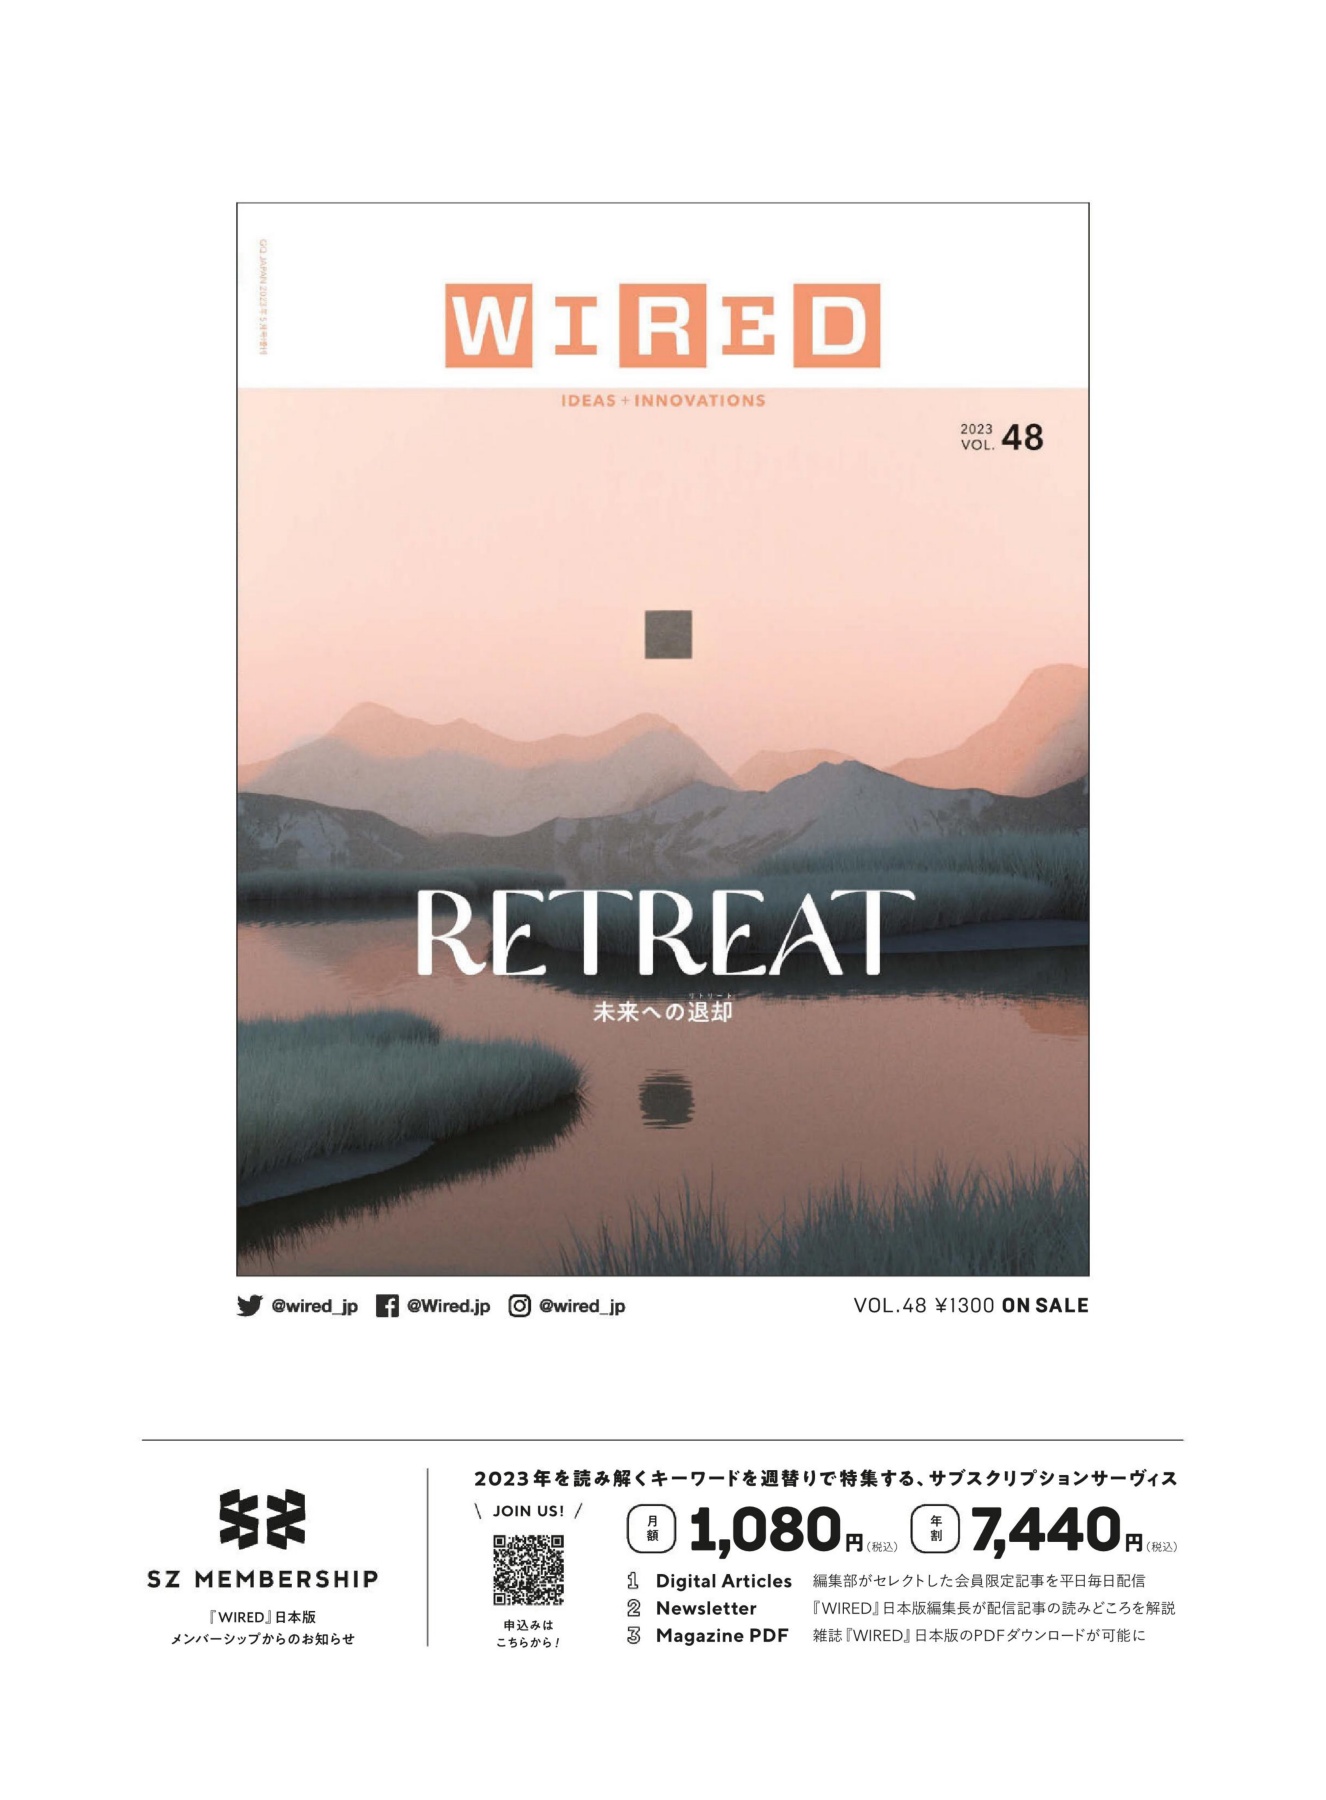 GQ JAPAN 2023年5月号増刊
WIRED
IDEAS + INNOVATIONS
2023
VOL. 48
RETREAT
リトリート
未来への退却
@wired_jp @Wired.jp @wired_jp
VOL.48 ¥1300 ON SALE
SZ MEMBERSHIP
『WIRED』日本版
メンバーシップからのお知らせ
2023年を読み解くキーワードを週替りで特集する、サブスクリプションサーヴィス
\ JOIN US! /
申込みは
こちらから!
月額 1,080円(税込) 年割 7,440円(税込)
1 Digital Articles 編集部がセレクトした会員限定記事を平日毎日配信
2 Newsletter 『WIRED』日本版編集長が配信記事の読みどころを解説
3 Magazine PDF 雑誌『WIRED』日本版のPDFダウンロードが可能に